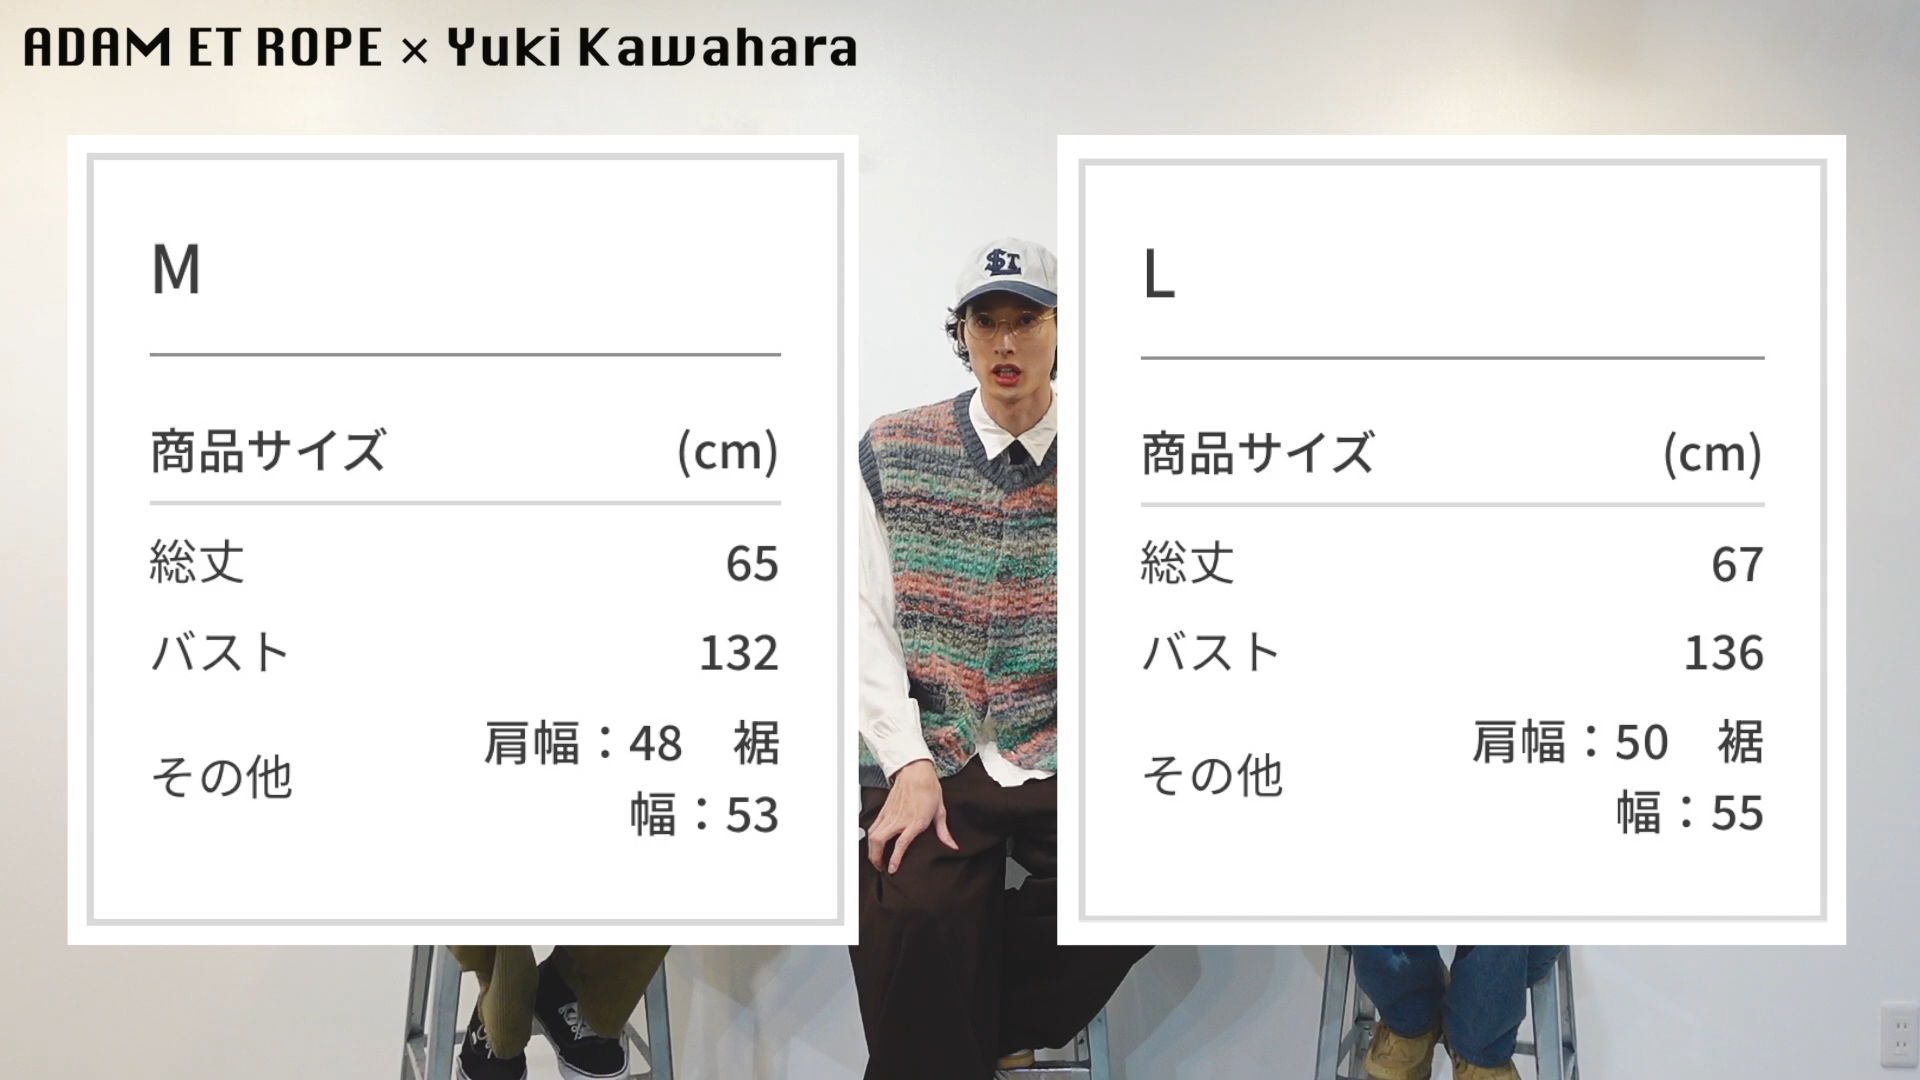 ADAM ET ROPE × Yuki Kawahara
M
商品サイズ (cm)
総丈 65
バスト 132
その他 肩幅：48 裾
幅：53
L
商品サイズ (cm)
総丈 67
バスト 136
その他 肩幅：50 裾
幅：55